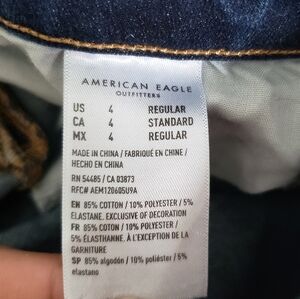 AMERICAN EAGLE
OUTFITTERS
US 4 REGULAR
CA 4 STANDARD
MX 4 REGULAR
MADE IN CHINA / FABRIQUÉ EN CHINE /
HECHO EN CHINA
RN 54485 / CA 03873
RFC# AEM120605U9A
EN 85% COTTON / 10% POLYESTER / 5%
ELASTANE. EXCLUSIVE OF DECORATION
FR 85% COTON / 10% POLYESTER /
5% ÉLASTHANNE. À L'EXCEPTION DE LA
GARNITURE
SP 85% algodón / 10% poliéster / 5%
elastano